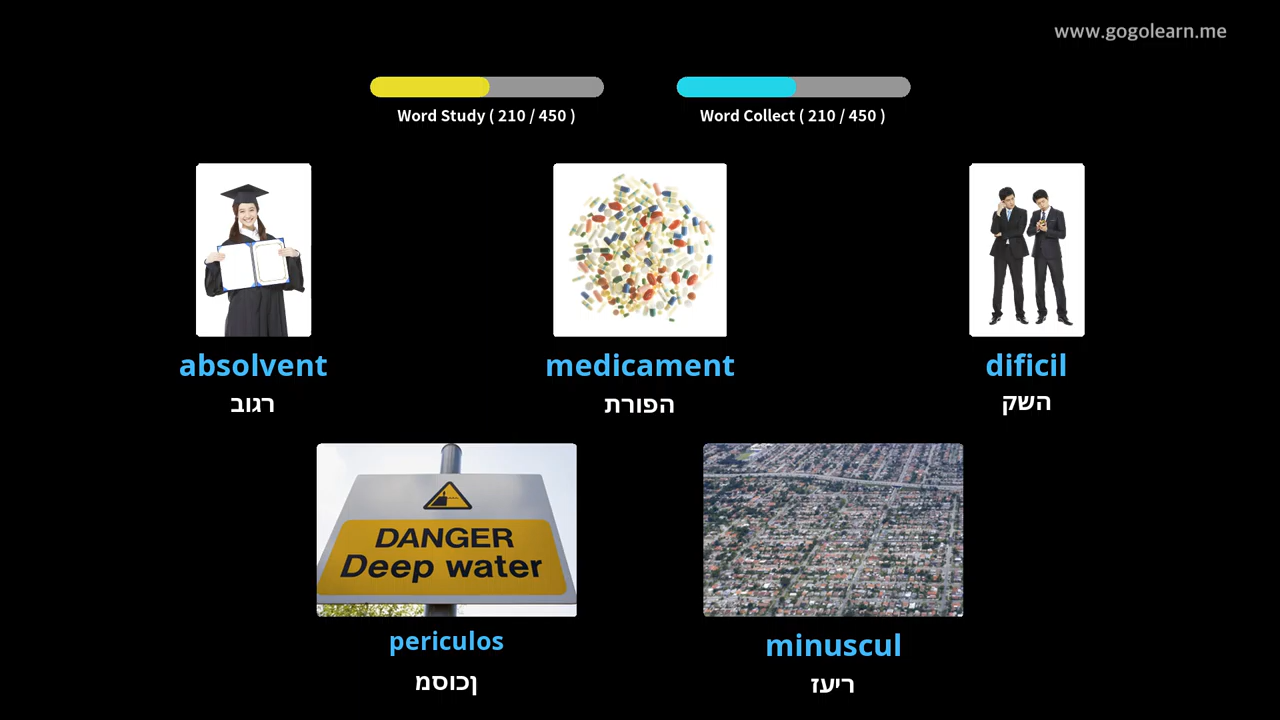 www.gogolearn.me
Word Study ( 210 / 450 )
Word Collect ( 210 / 450 )
absolvent
רגוב
medicament
הפורת
dificil
השק
DANGER
Deep water
periculos
ןכוסמ
minuscul
ריעז